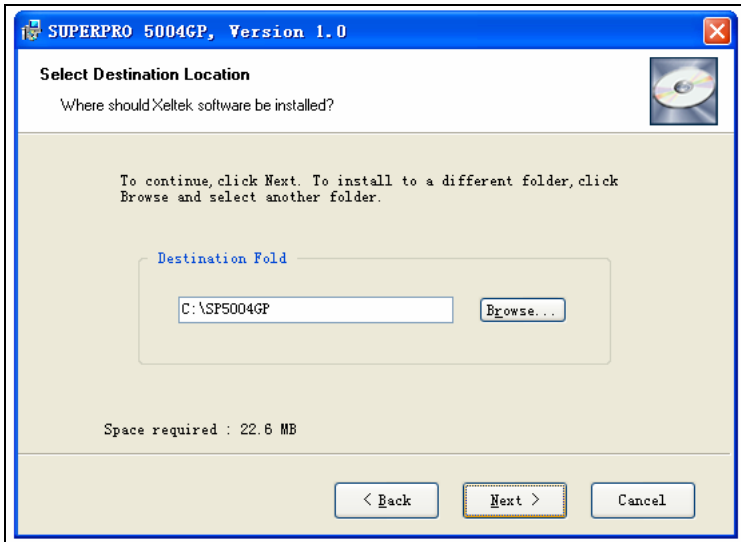 SUPERPRO 5004GP, Version 1.0
Select Destination Location
Where should Xeltek software be installed?
To continue, click Next. To install to a different folder, click
Browse and select another folder.
Destination Fold
C:\SP5004GP
Browse...
Space required : 22.6 MB
< Back
Next >
Cancel